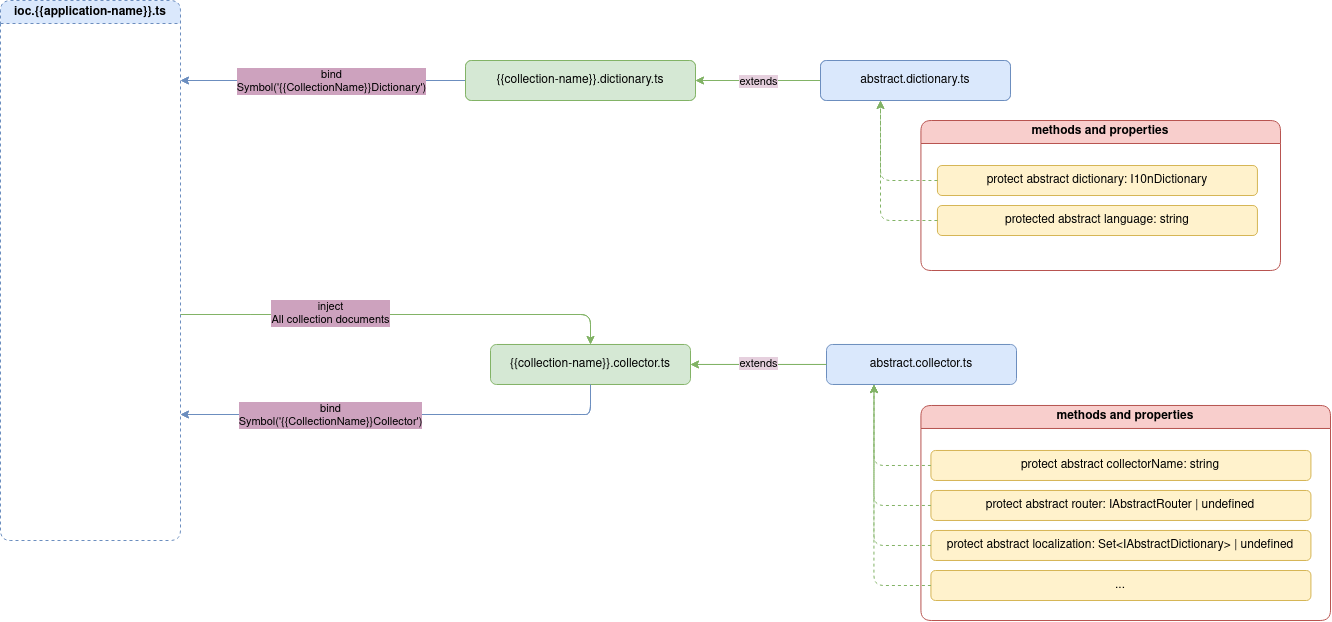 ioc.{{application-name}}.ts
bind
Symbol('{{CollectionName}}Dictionary')
{{collection-name}}.dictionary.ts
extends
abstract.dictionary.ts
methods and properties
protect abstract dictionary: I10nDictionary
protected abstract language: string
inject
All collection documents
{{collection-name}}.collector.ts
extends
abstract.collector.ts
bind
Symbol('{{CollectionName}}Collector')
methods and properties
protect abstract collectorName: string
protect abstract router: IAbstractRouter | undefined
protect abstract localization: Set<IAbstractDictionary> | undefined
...